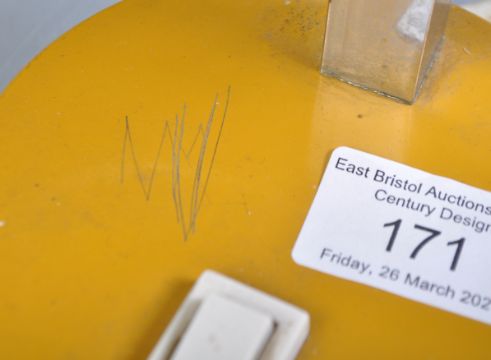 East Bristol Auctions
Century Design
171
Friday, 26 March 202